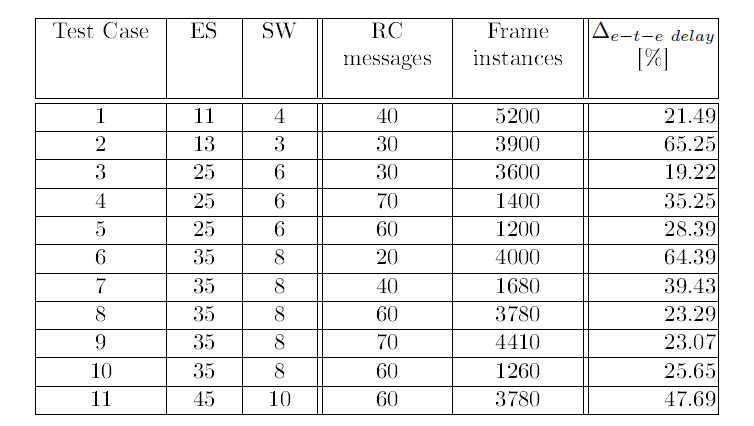 Test Case ES SW RC Frame Δe−t−e delay
messages instances [%]
1 11 4 40 5200 21.49
2 13 3 30 3900 65.25
3 25 6 30 3600 19.22
4 25 6 70 1400 35.25
5 25 6 60 1200 28.39
6 35 8 20 4000 64.39
7 35 8 40 1680 39.43
8 35 8 60 3780 23.29
9 35 8 70 4410 23.07
10 35 8 60 1260 25.65
11 45 10 60 3780 47.69